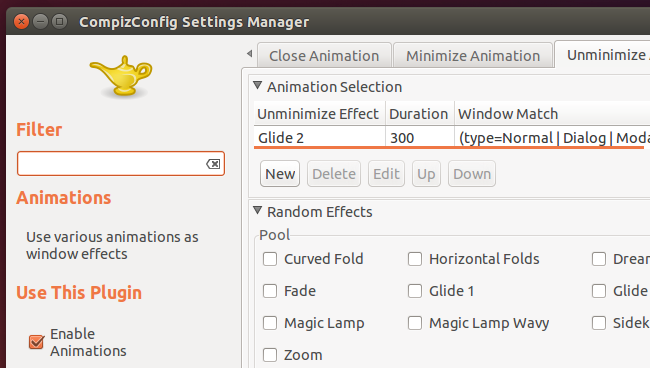 CompizConfig Settings Manager
Filter
Animations
Use various animations as
window effects
Use This Plugin
Enable
Animations
Close Animation Minimize Animation Unminimize
Animation Selection
Unminimize Effect Duration Window Match
Glide 2 300 (type=Normal | Dialog | Moda
New Delete Edit Up Down
Random Effects
Pool
Curved Fold Horizontal Folds Drear
Fade Glide 1 Glide
Magic Lamp Magic Lamp Wavy Sidek
Zoom